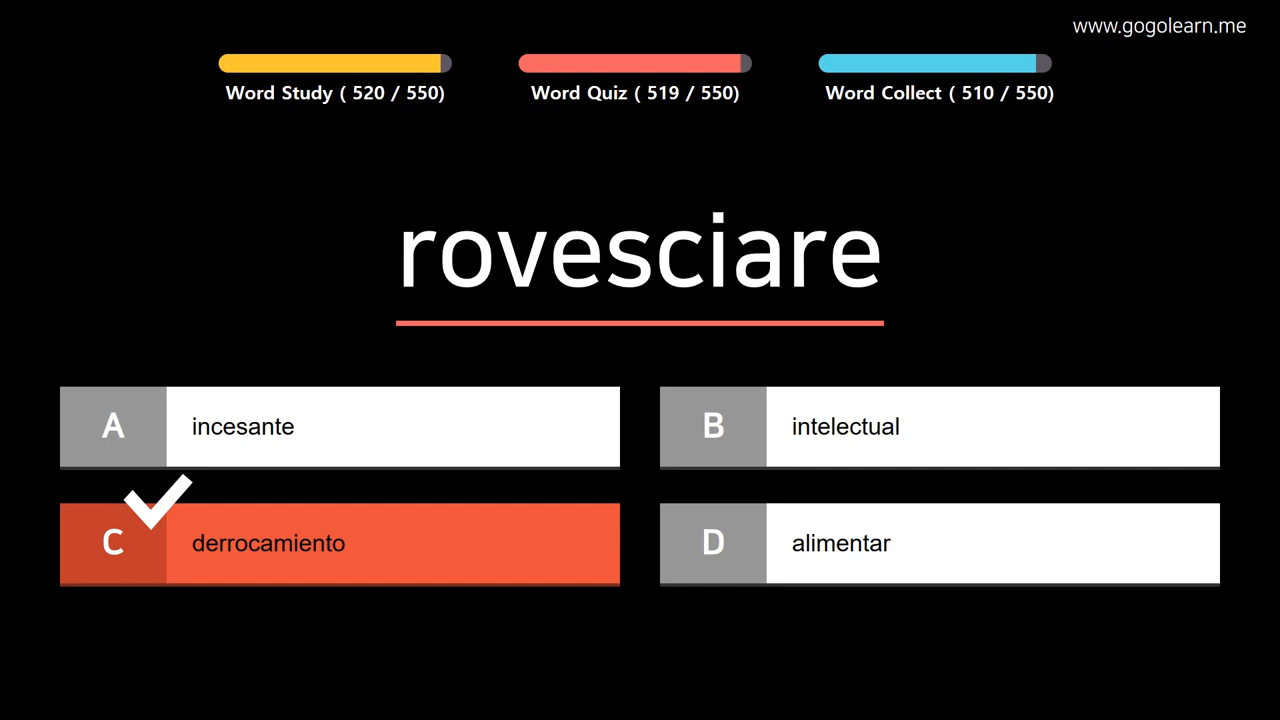 www.gogolearn.me
Word Study ( 520 / 550)
Word Quiz ( 519 / 550)
Word Collect ( 510 / 550)
rovesciare
A incesante
B intelectual
C derrocamiento
D alimentar